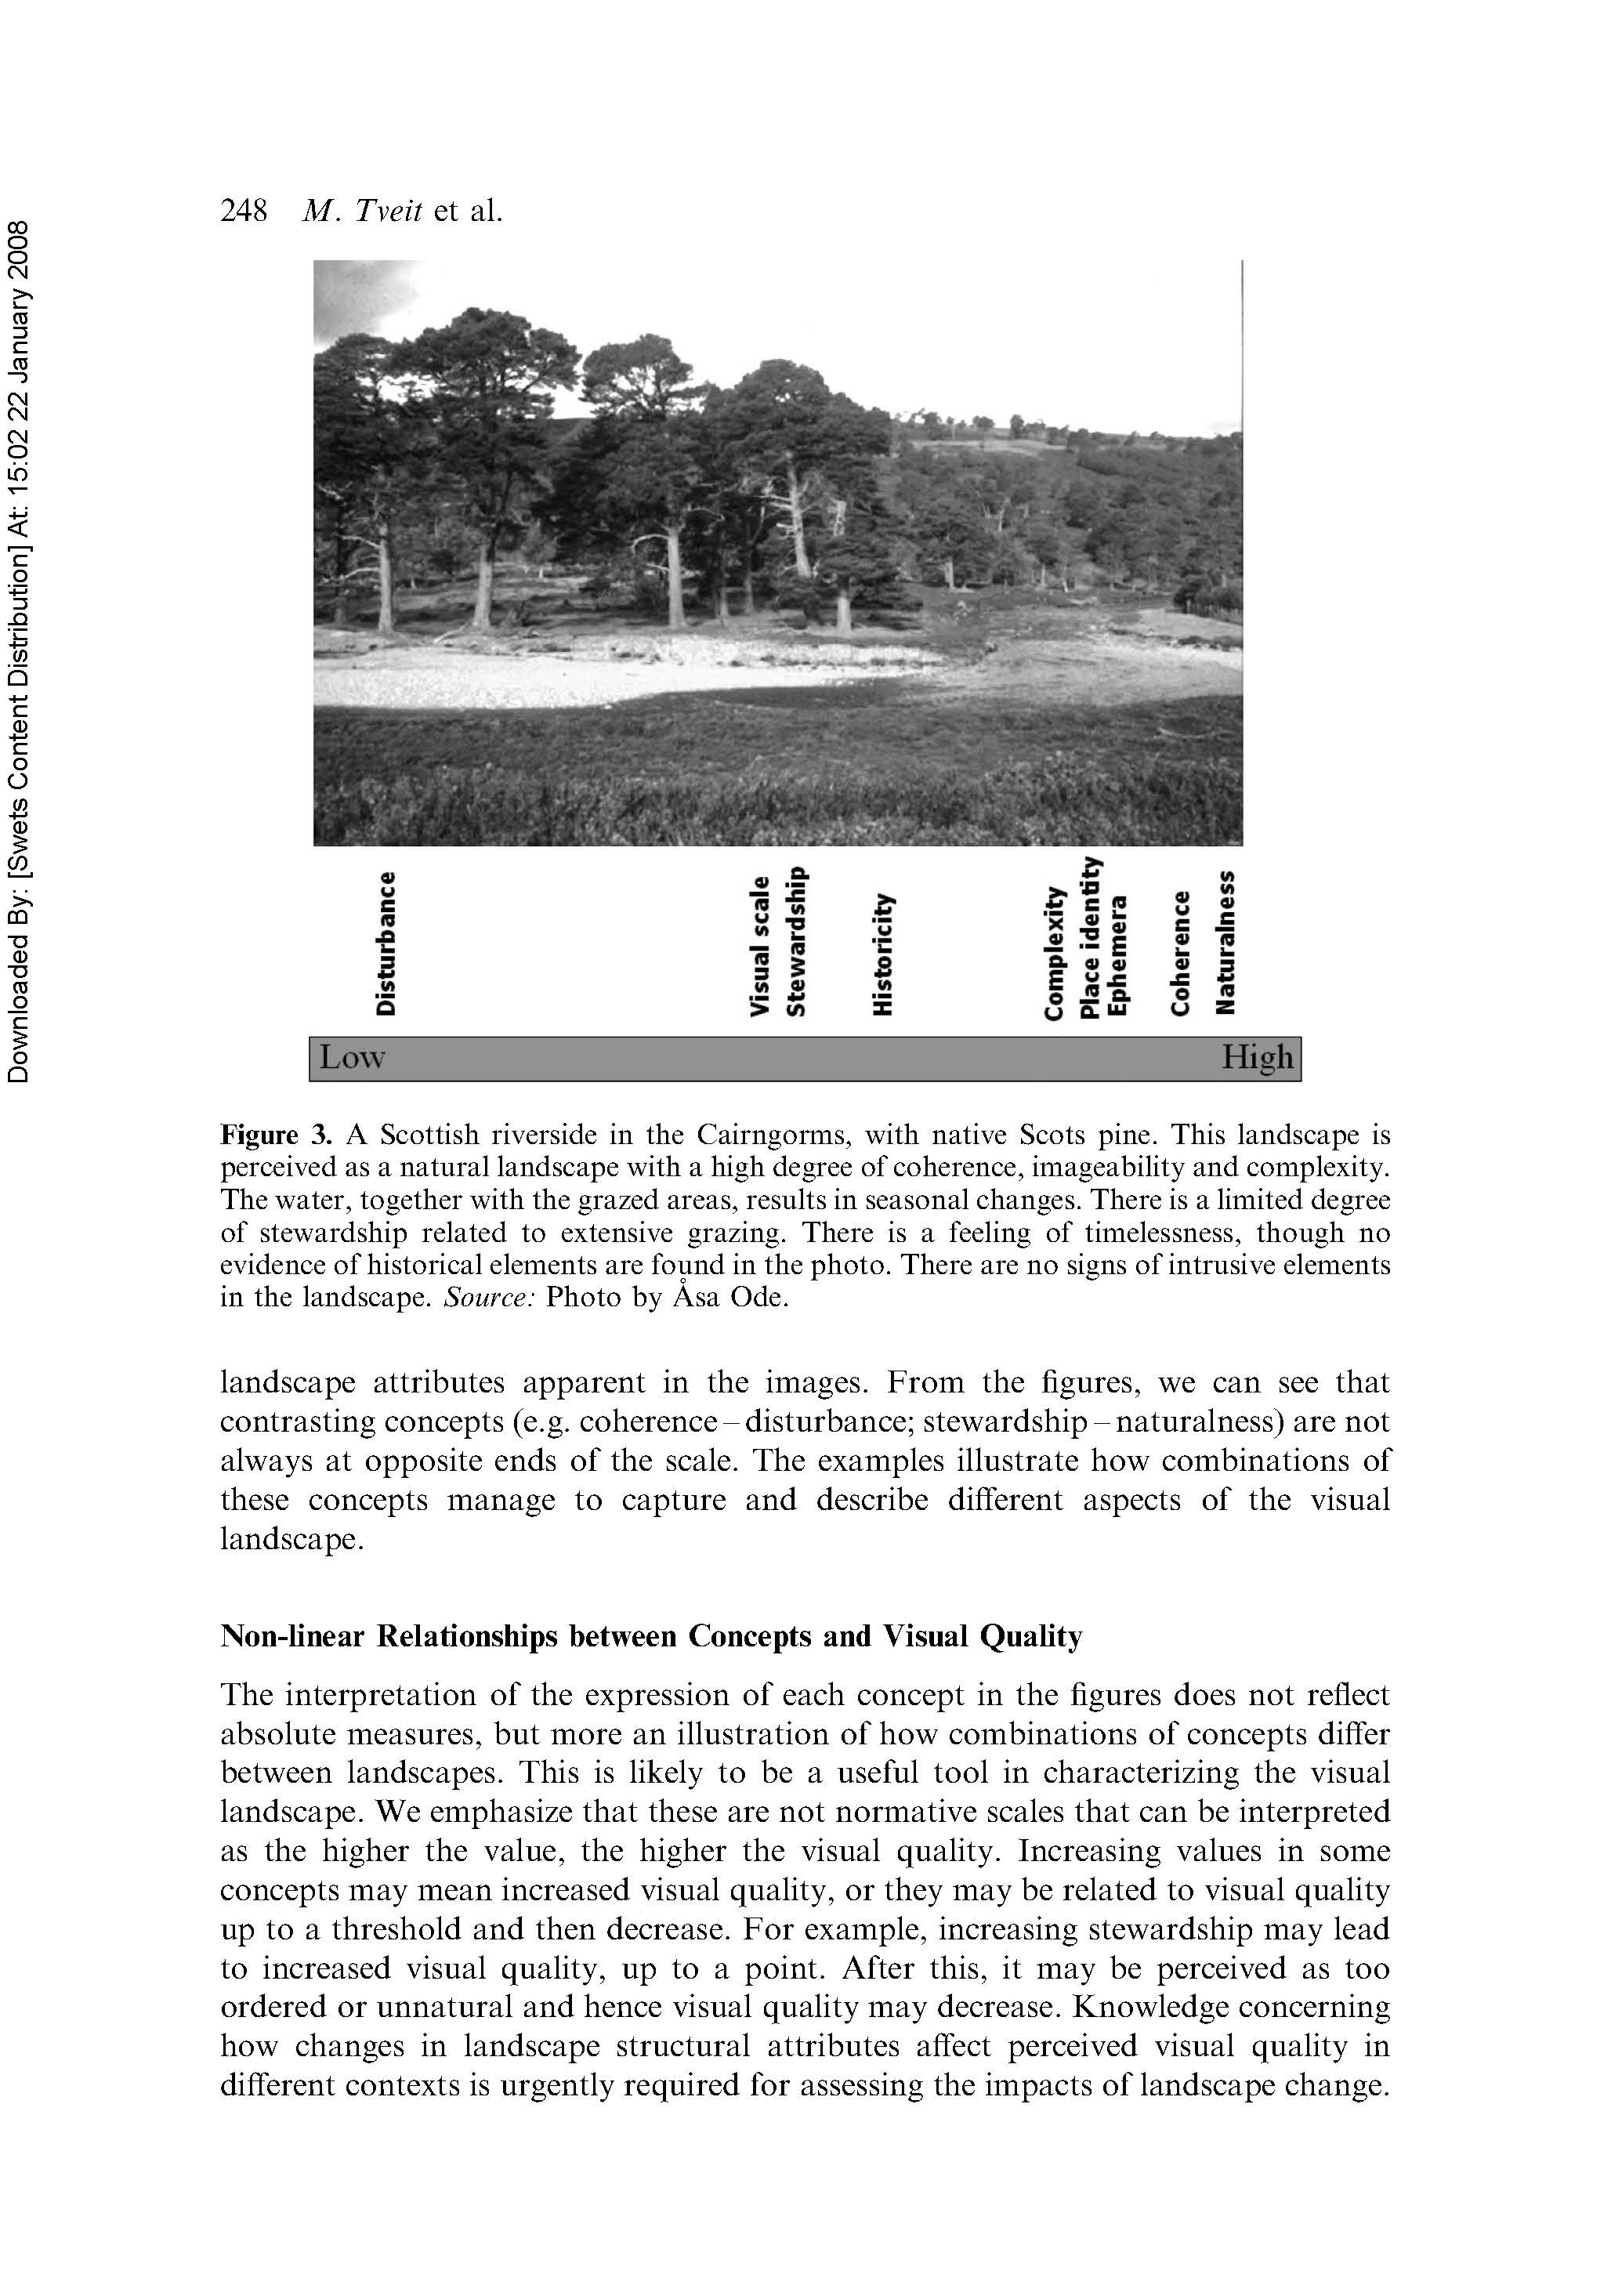 Downloaded By: [Swets Content Distribution] At: 15:02 22 January 2008
248 M. Tveit et al.
Disturbance
Visual scale
Stewardship
Historicity
Complexity
Place identity
Ephemera
Coherence
Naturalness
Low High
Figure 3. A Scottish riverside in the Cairngorms, with native Scots pine. This landscape is
perceived as a natural landscape with a high degree of coherence, imageability and complexity.
The water, together with the grazed areas, results in seasonal changes. There is a limited degree
of stewardship related to extensive grazing. There is a feeling of timelessness, though no
evidence of historical elements are found in the photo. There are no signs of intrusive elements
in the landscape. Source: Photo by Åsa Ode.
landscape attributes apparent in the images. From the figures, we can see that
contrasting concepts (e.g. coherence – disturbance; stewardship – naturalness) are not
always at opposite ends of the scale. The examples illustrate how combinations of
these concepts manage to capture and describe different aspects of the visual
landscape.
Non-linear Relationships between Concepts and Visual Quality
The interpretation of the expression of each concept in the figures does not reflect
absolute measures, but more an illustration of how combinations of concepts differ
between landscapes. This is likely to be a useful tool in characterizing the visual
landscape. We emphasize that these are not normative scales that can be interpreted
as the higher the value, the higher the visual quality. Increasing values in some
concepts may mean increased visual quality, or they may be related to visual quality
up to a threshold and then decrease. For example, increasing stewardship may lead
to increased visual quality, up to a point. After this, it may be perceived as too
ordered or unnatural and hence visual quality may decrease. Knowledge concerning
how changes in landscape structural attributes affect perceived visual quality in
different contexts is urgently required for assessing the impacts of landscape change.